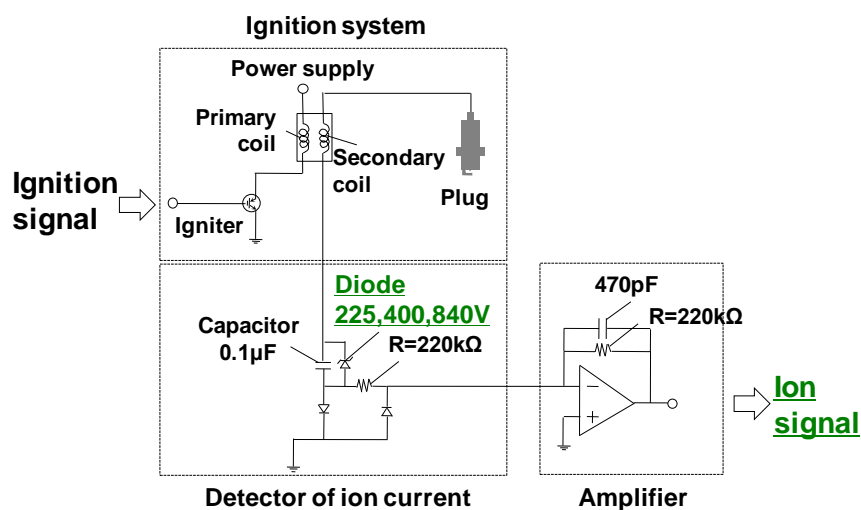 Ignition system
Power supply
Primary
coil
Secondary
coil
Plug
Ignition
signal
Igniter
Diode
225,400,840V
Capacitor
0.1μF
R=220kΩ
470pF
R=220kΩ
−
+
Ion
signal
Detector of ion current
Amplifier